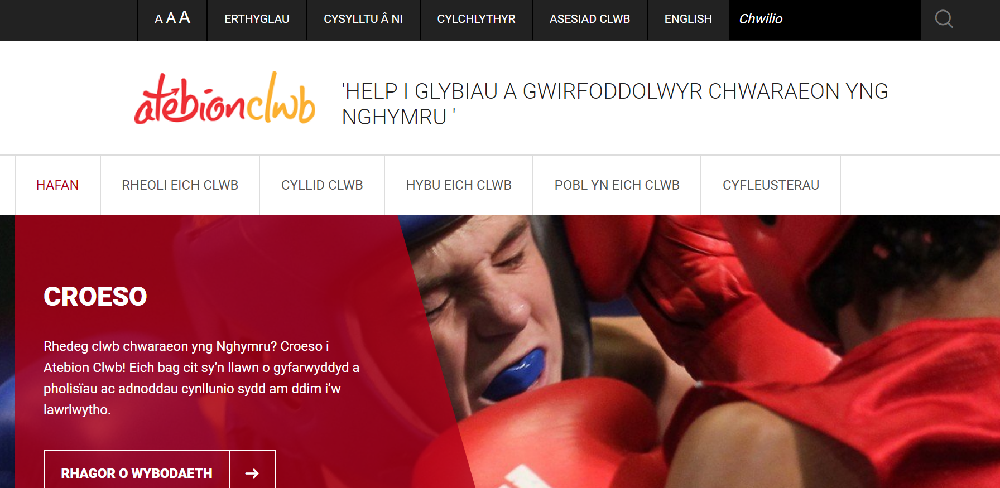 A A A
ERTHYGLAU
CYSYLLTU Â NI
CYLCHLYTHYR
ASESIAD CLWB
ENGLISH
Chwilio
atebionclwb
'HELP I GLYBIAU A GWIRFODDOLWYR CHWARAEON YNG
NGHYMRU '
HAFAN
RHEOLI EICH CLWB
CYLLID CLWB
HYBU EICH CLWB
POBL YN EICH CLWB
CYFLEUSTERAU
CROESO
Rhedeg clwb chwaraeon yng Nghymru? Croeso i
Atebion Clwb! Eich bag cit sy’n llawn o gyfarwyddyd a
pholisïau ac adnoddau cynllunio sydd am ddim i’w
lawrlwytho.
RHAGOR O WYBODAETH